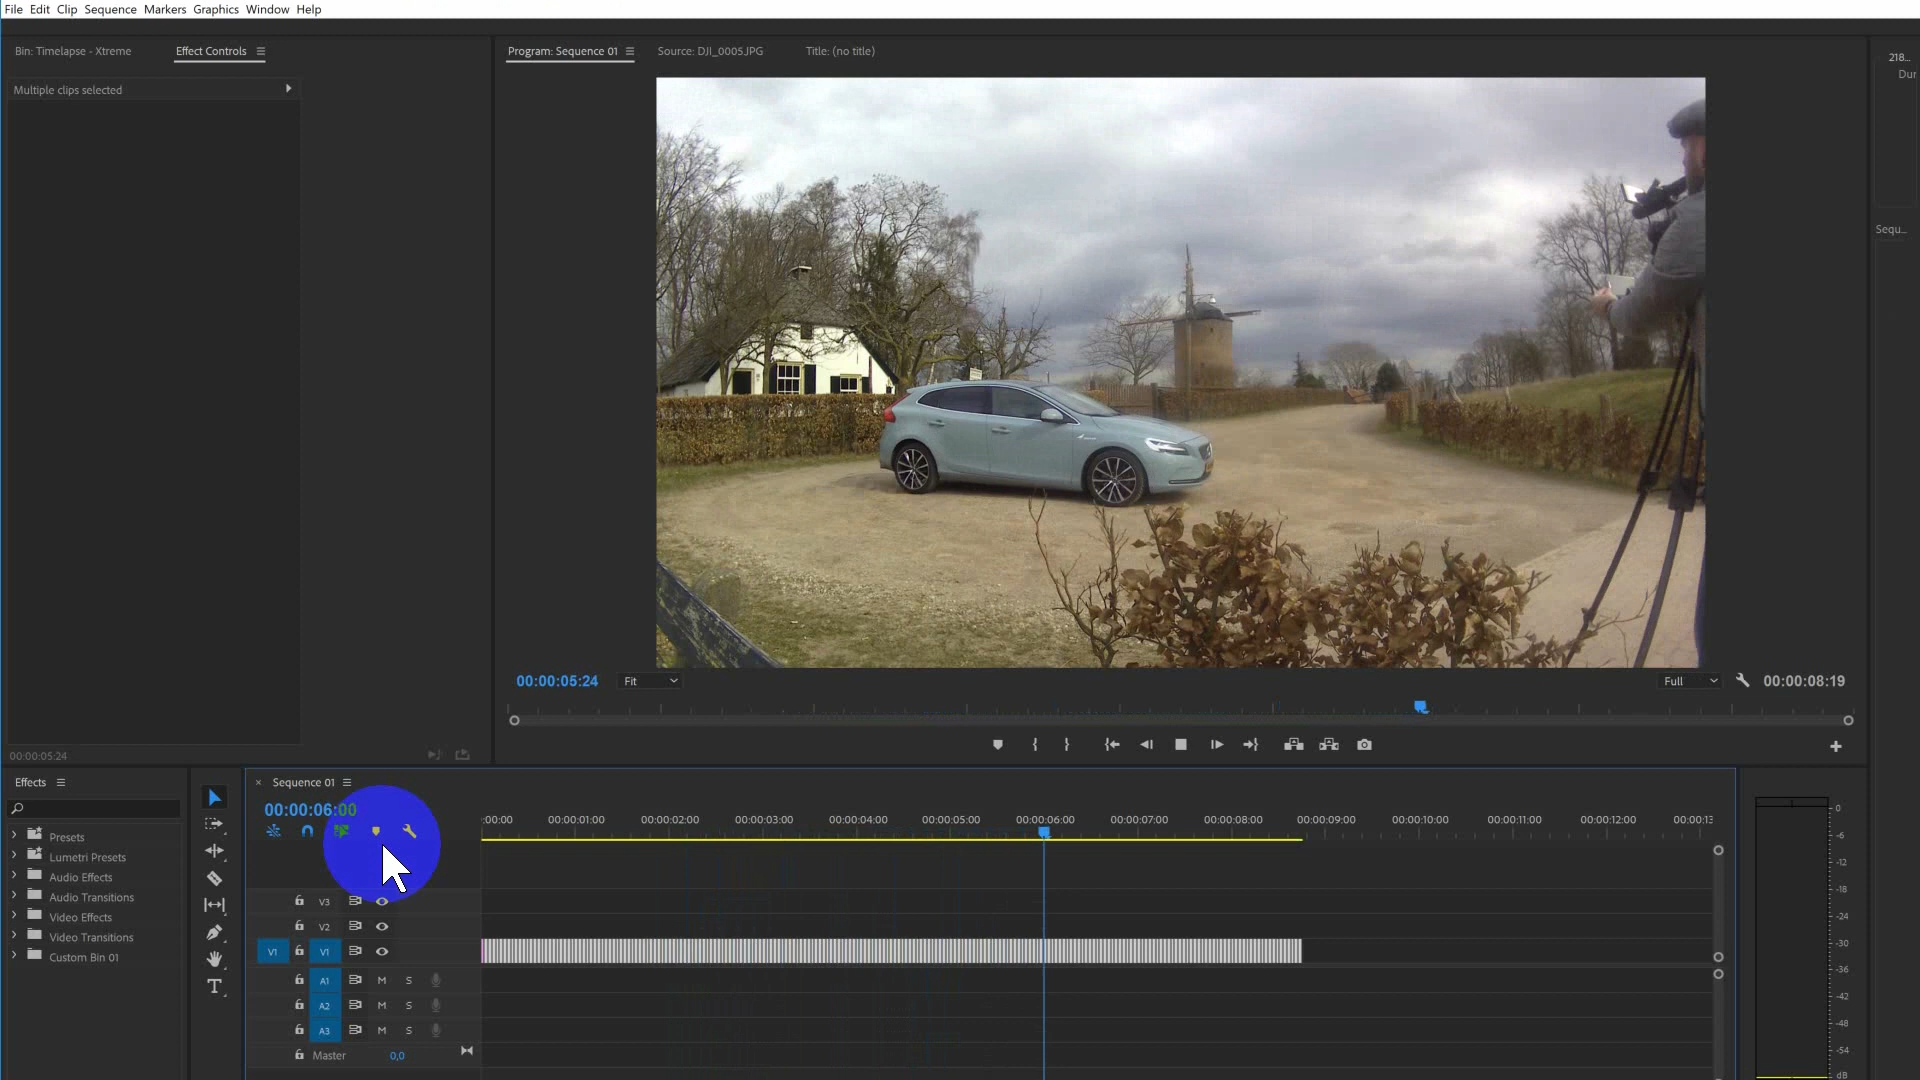 File Edit Clip Sequence Markers Graphics Window Help
Bin: Timelapse - Xtreme
Effect Controls
Program: Sequence 01
Source: DJI_0005.JPG
Title: (no title)
218...
Dur
Multiple clips selected
Sequ...
00:00:05:24
Fit
Full
00:00:08:19
00:00:05:24
Effects
Presets
Lumetri Presets
Audio Effects
Audio Transitions
Video Effects
Video Transitions
Custom Bin 01
× Sequence 01
00:00:06:00
:00:00 00:00:01:00 00:00:02:00 00:00:03:00 00:00:04:00 00:00:05:00 00:00:06:00 00:00:07:00 00:00:08:00 00:00:09:00 00:00:10:00 00:00:11:00 00:00:12:00 00:00:13
V3
V2
V1 V1
A1 M S
A2 M S
A3 M S
Master 0,0
0
-6
-12
-18
-24
-30
-36
-42
-48
-54
dB